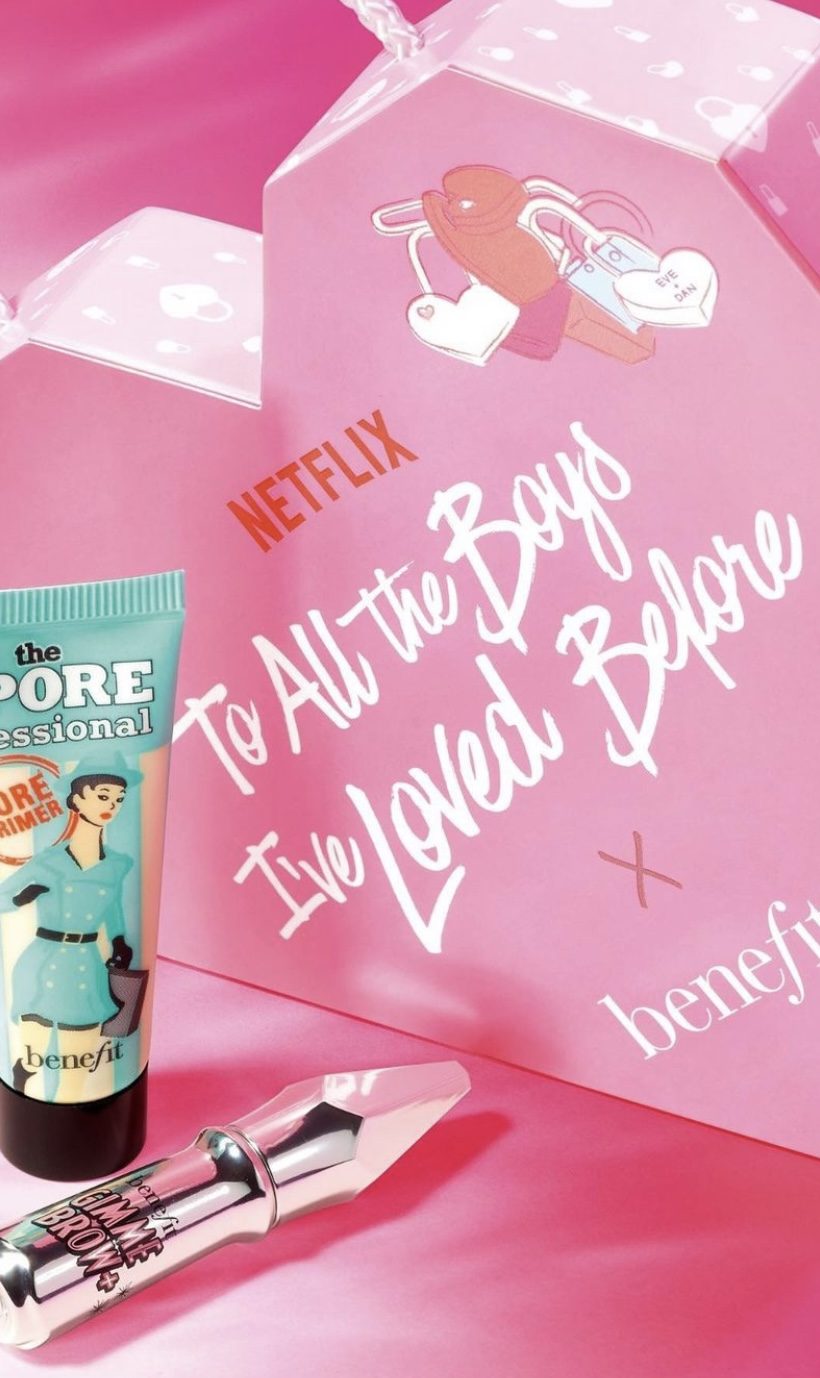 EVE
+
DAN
NETFLIX
To All the Boys
I've Loved Before
X
benefit
the
PORE
essional
ORE
RIMER
benefit
benefit
GIMME
BROW+